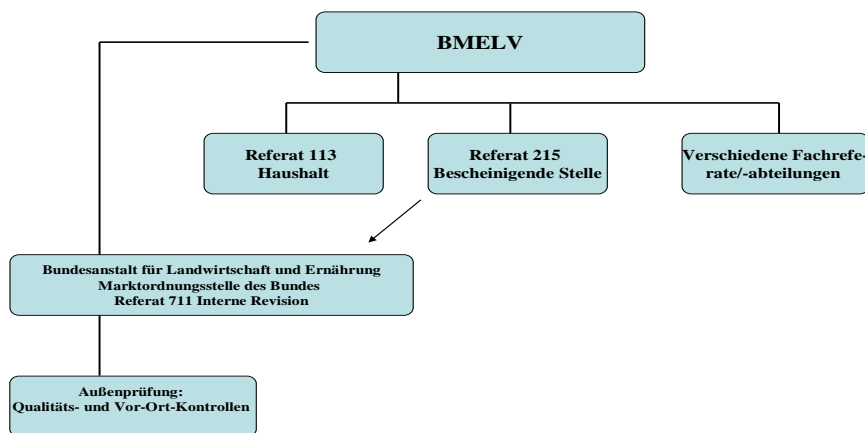 BMELV
Referat 113
Haushalt
Referat 215
Bescheinigende Stelle
Verschiedene Fachrefe-
rate/-abteilungen
Bundesanstalt für Landwirtschaft und Ernährung
Marktordnungsstelle des Bundes
Referat 711 Interne Revision
Außenprüfung:
Qualitäts- und Vor-Ort-Kontrollen